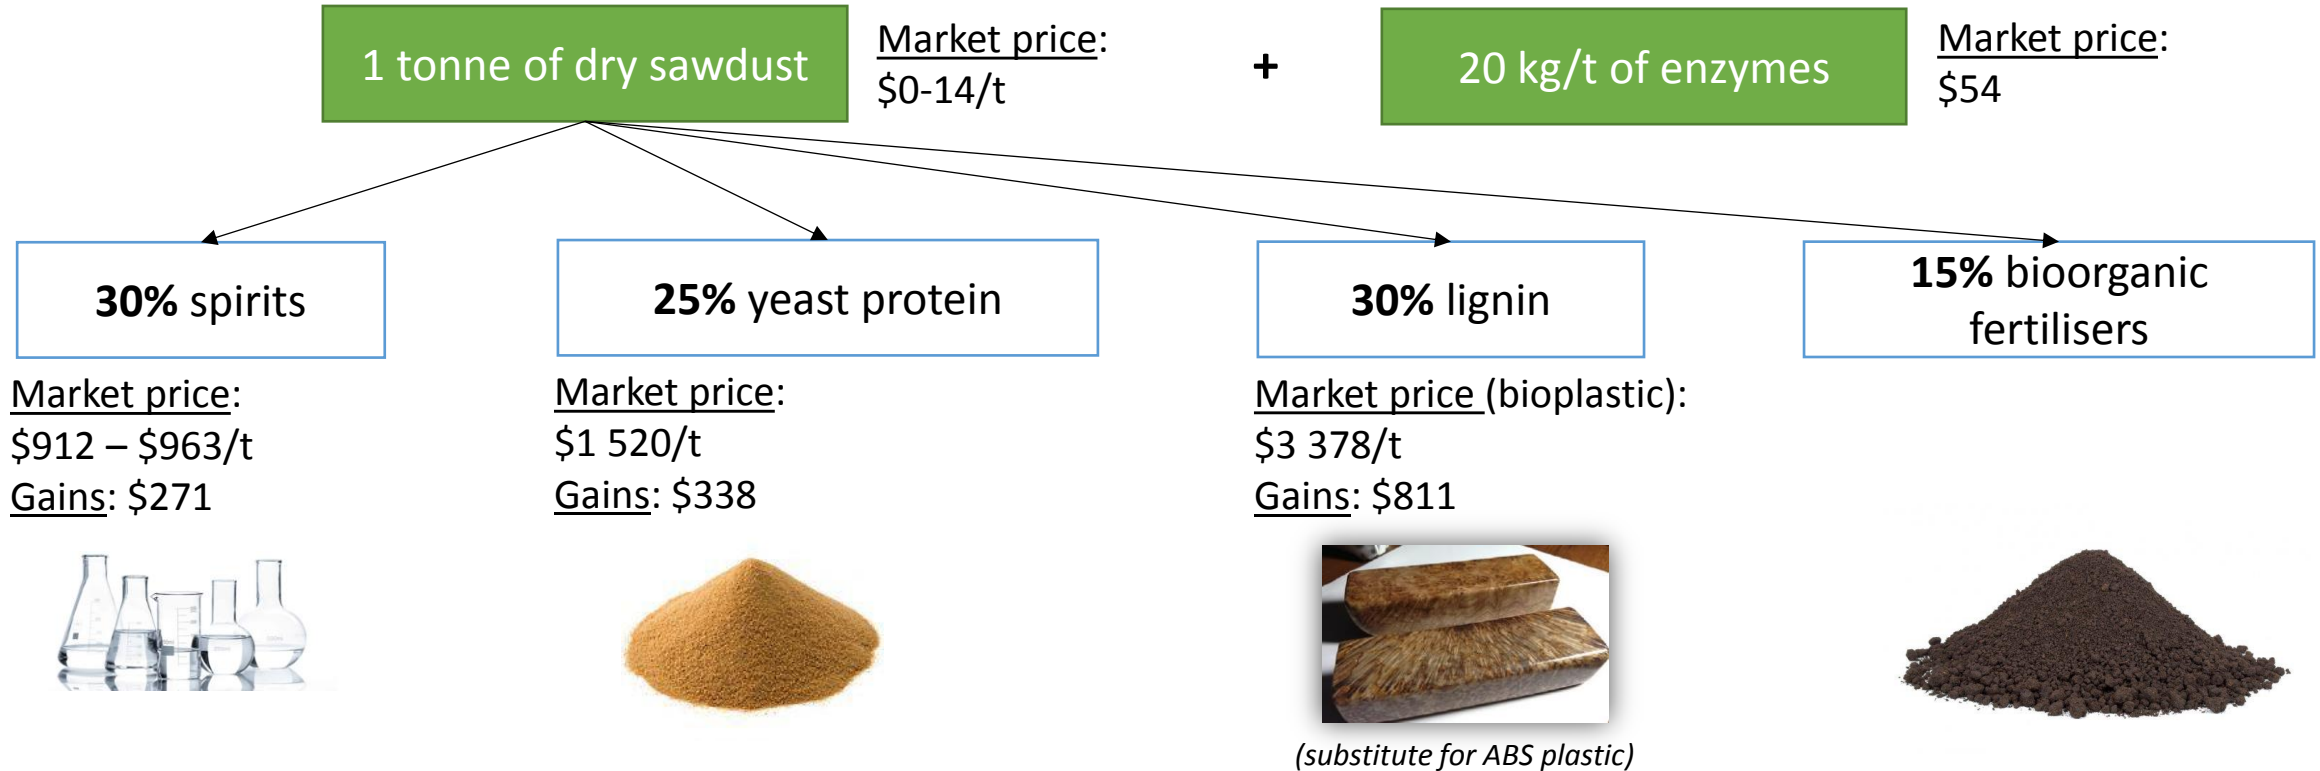 1 tonne of dry sawdust
Market price:
$0-14/t
+
20 kg/t of enzymes
Market price:
$54
30% spirits
25% yeast protein
30% lignin
15% bioorganic
fertilisers
Market price:
$912 – $963/t
Gains: $271
Market price:
$1 520/t
Gains: $338
Market price (bioplastic):
$3 378/t
Gains: $811
(substitute for ABS plastic)